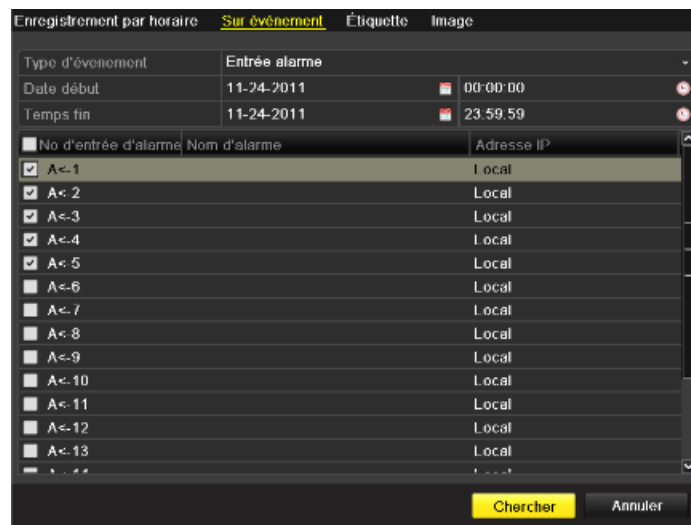 Enregistrement par horaire Sur événement Étiquette Image
Type d'évenement Entrée alarme
Date début 11-24-2011 00:00:00
Temps fin 11-24-2011 23:59:59
No d'entrée d'alarme Nom d'alarme Adresse IP
A<-1 Local
A<-2 Local
A<-3 Local
A<-4 Local
A<-5 Local
A<-6 Local
A<-7 Local
A<-8 Local
A<-9 Local
A<-10 Local
A<-11 Local
A<-12 Local
A<-13 Local
Chercher Annuler